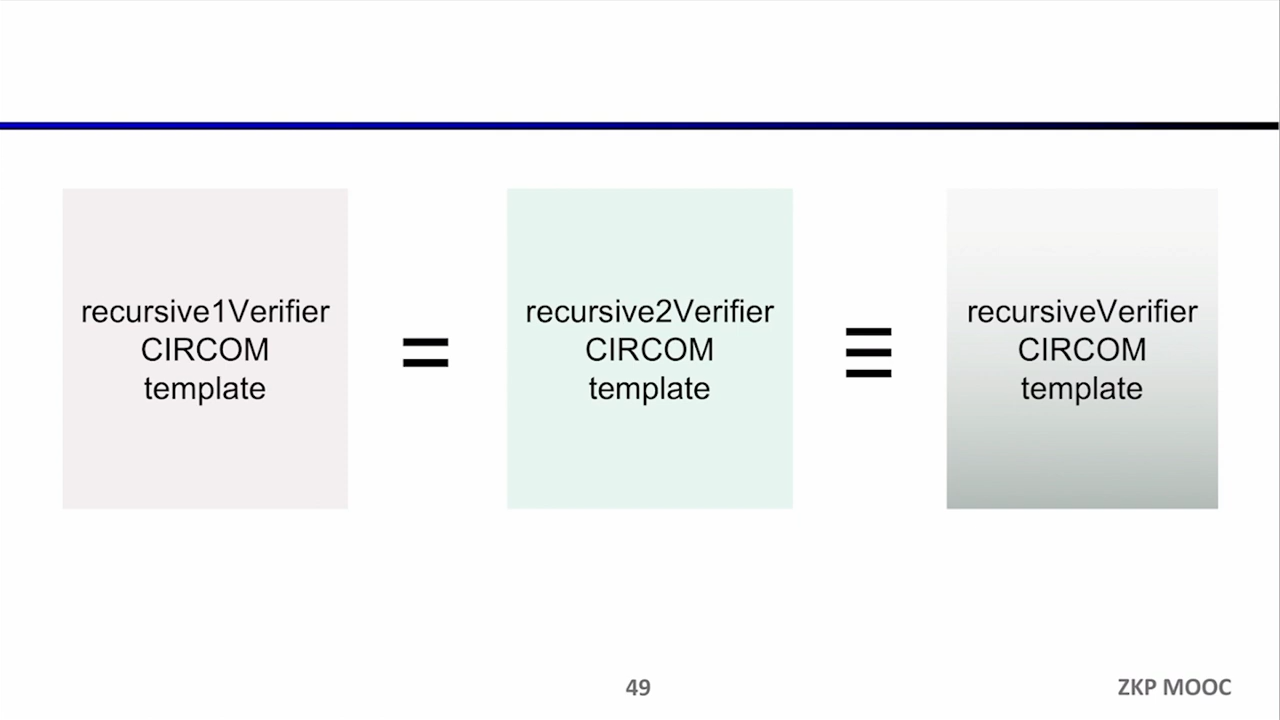 recursive1Verifier
CIRCOM
template
=
recursive2Verifier
CIRCOM
template
≡
recursiveVerifier
CIRCOM
template
49
ZKP MOOC